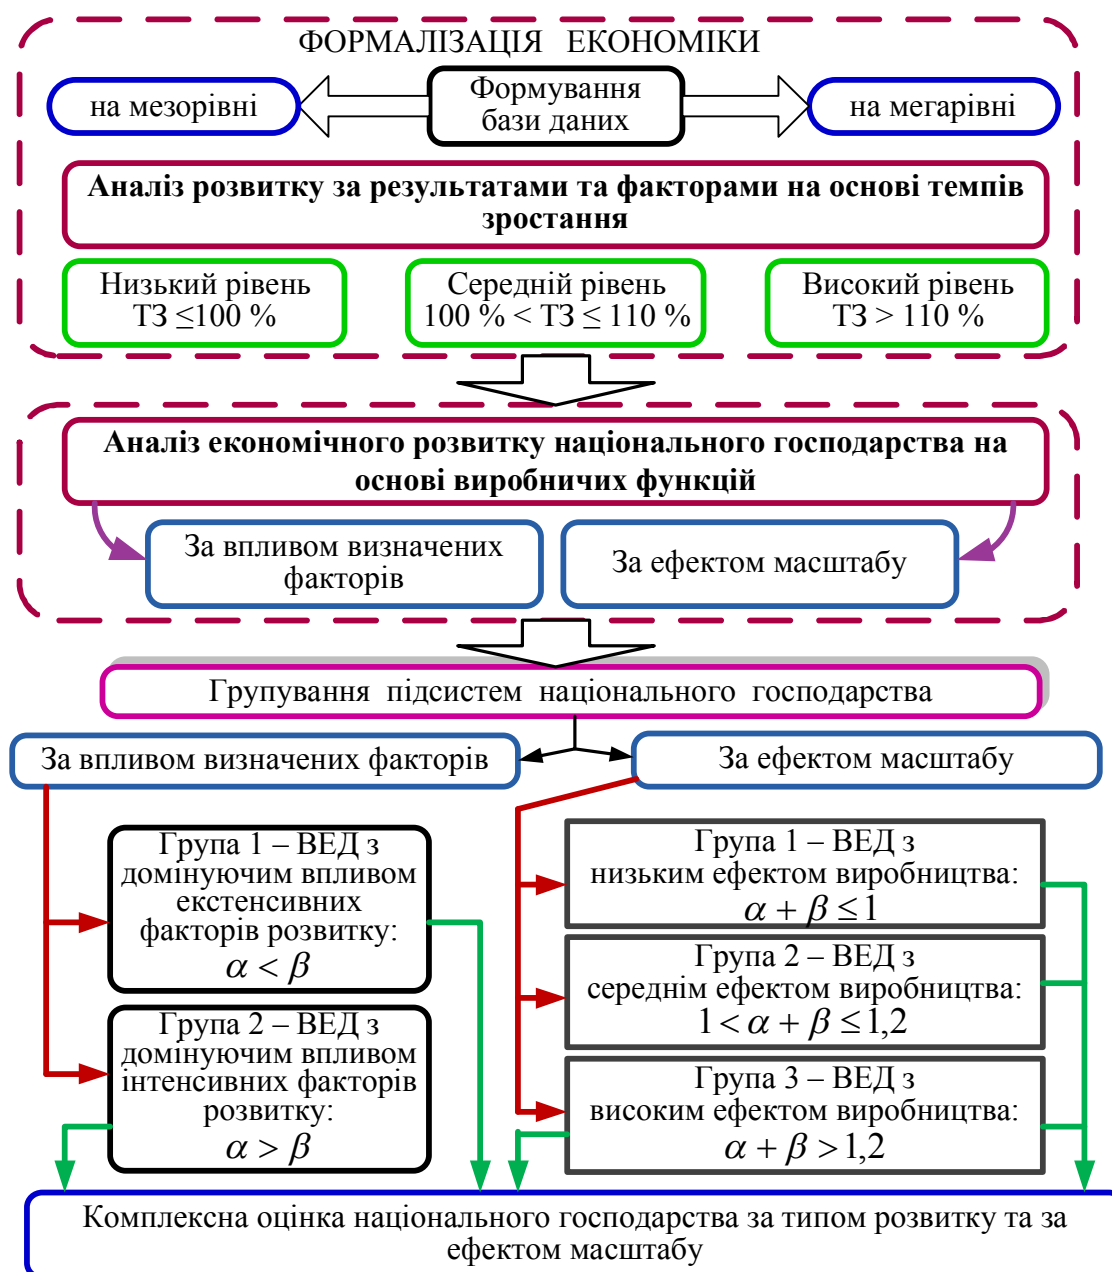 ФОРМАЛІЗАЦІЯ ЕКОНОМІКИ
на мезорівні
Формування
бази даних
на мегарівні
Аналіз розвитку за результатами та факторами на основі темпів
зростання
Низький рівень
ТЗ ≤100 %
Середній рівень
100 % < ТЗ ≤ 110 %
Високий рівень
ТЗ > 110 %
Аналіз економічного розвитку національного господарства на
основі виробничих функцій
За впливом визначених
факторів
За ефектом масштабу
Групування підсистем національного господарства
За впливом визначених факторів
За ефектом масштабу
Група 1 – ВЕД з
домінуючим впливом
екстенсивних
факторів розвитку:
α < β
Група 2 – ВЕД з
домінуючим впливом
інтенсивних факторів
розвитку:
α > β
Група 1 – ВЕД з
низьким ефектом виробництва:
α + β ≤ 1
Група 2 – ВЕД з
середнім ефектом виробництва:
1 < α + β ≤ 1,2
Група 3 – ВЕД з
високим ефектом виробництва:
α + β > 1,2
Комплексна оцінка національного господарства за типом розвитку та за
ефектом масштабу